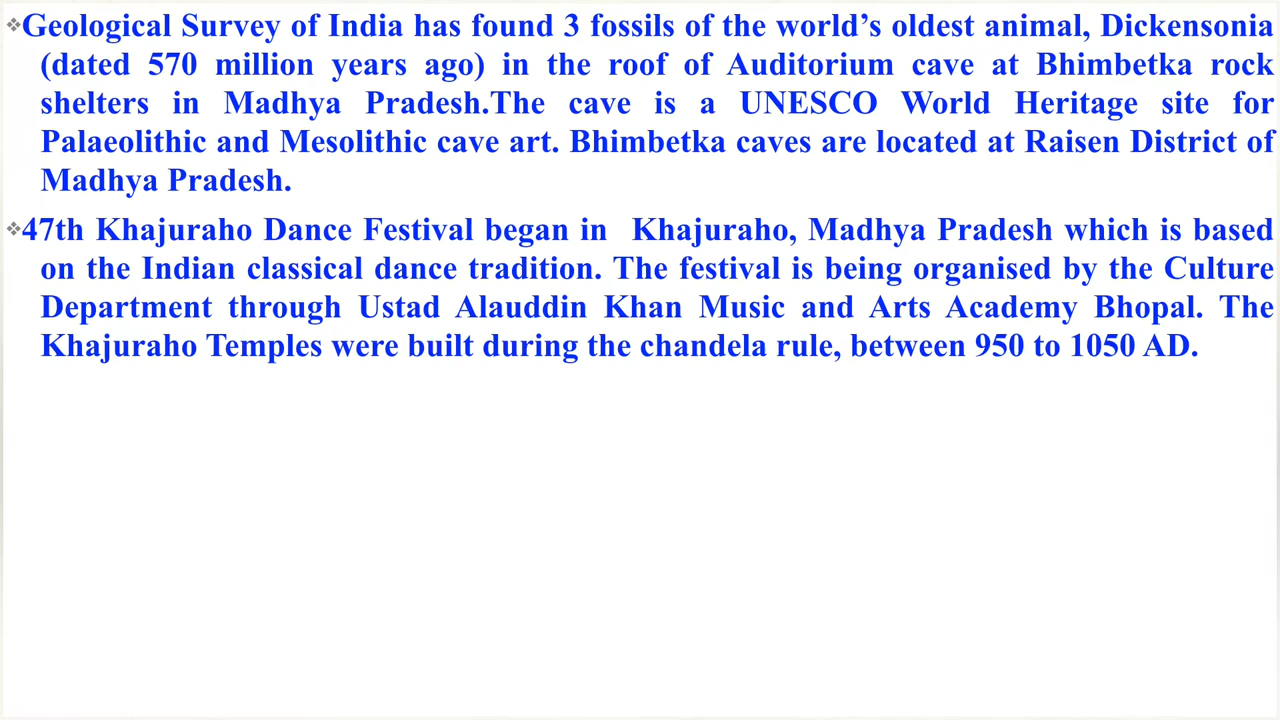 ❖Geological Survey of India has found 3 fossils of the world’s oldest animal, Dickensonia
(dated 570 million years ago) in the roof of Auditorium cave at Bhimbetka rock
shelters in Madhya Pradesh.The cave is a UNESCO World Heritage site for
Palaeolithic and Mesolithic cave art. Bhimbetka caves are located at Raisen District of
Madhya Pradesh.
❖47th Khajuraho Dance Festival began in  Khajuraho, Madhya Pradesh which is based
on the Indian classical dance tradition. The festival is being organised by the Culture
Department through Ustad Alauddin Khan Music and Arts Academy Bhopal. The
Khajuraho Temples were built during the chandela rule, between 950 to 1050 AD.